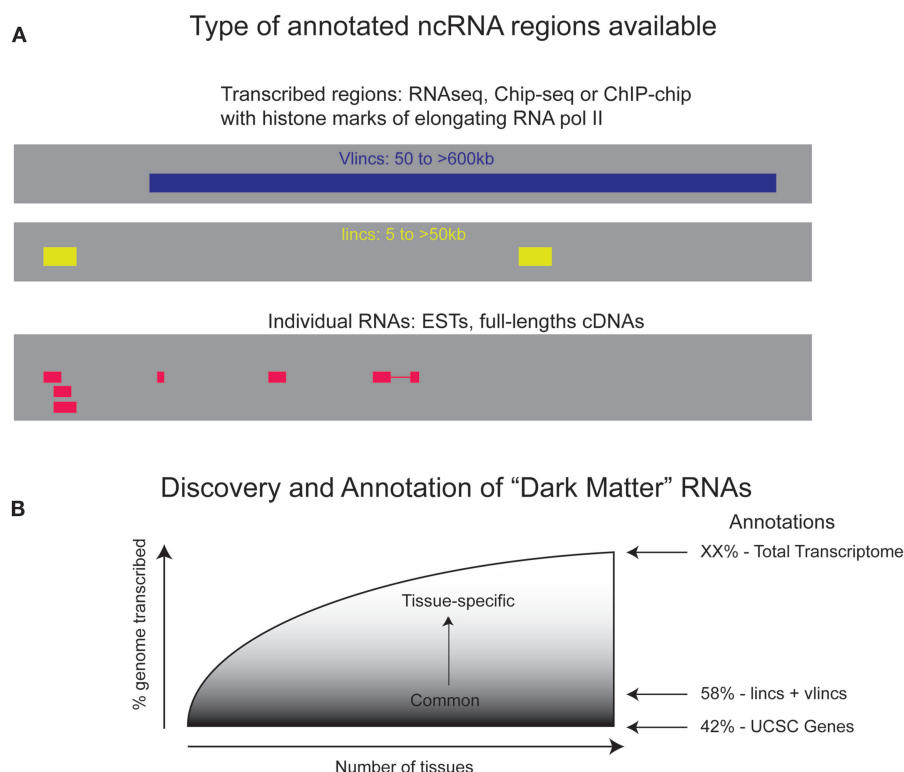 A
Type of annotated ncRNA regions available
Transcribed regions: RNAseq, Chip-seq or ChIP-chip
with histone marks of elongating RNA pol II
Vlincs: 50 to >600kb
lincs: 5 to >50kb
Individual RNAs: ESTs, full-lengths cDNAs
B
Discovery and Annotation of “Dark Matter” RNAs
Annotations
XX% - Total Transcriptome
% genome transcribed
Tissue-specific
Common
58% - lincs + vlincs
42% - UCSC Genes
Number of tissues